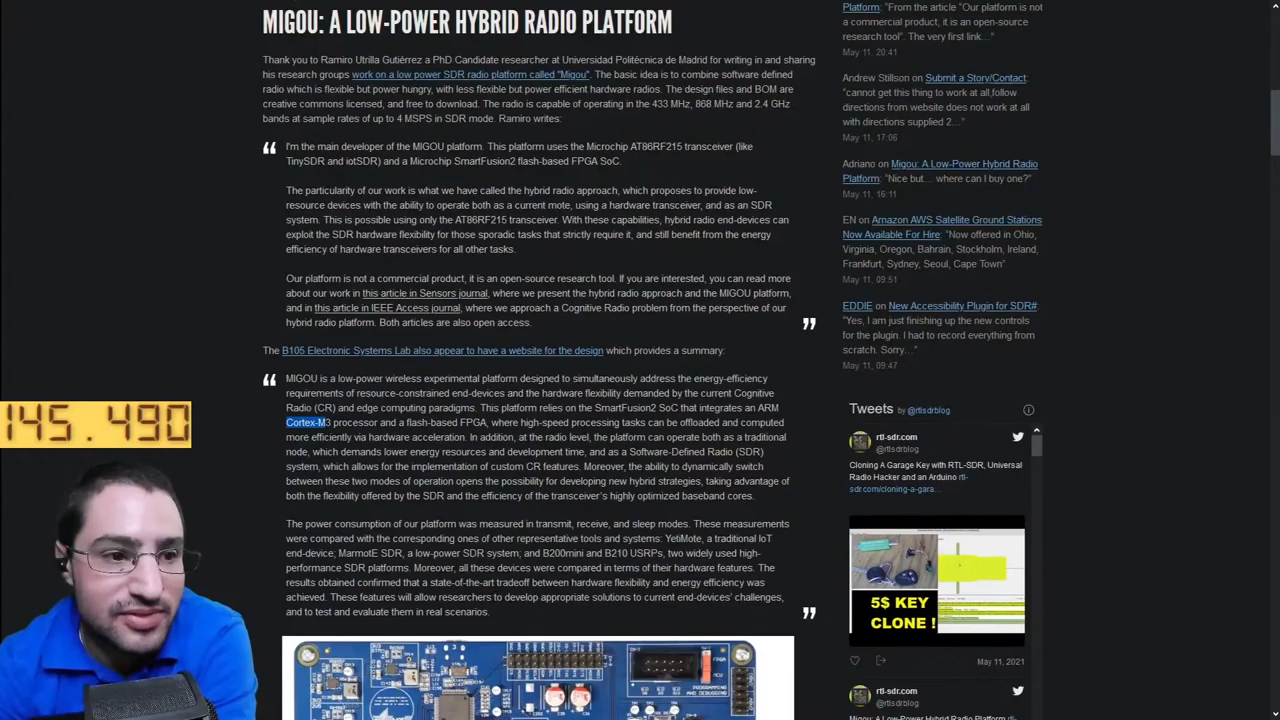 MIGOU: A LOW-POWER HYBRID RADIO PLATFORM
Thank you to Ramiro Utrilla Gutiérrez a PhD Candidate researcher at Universidad Politécnica de Madrid for writing in and sharing
his research groups work on a low power SDR radio platform called "Migou". The basic idea is to combine software defined
radio which is flexible but power hungry, with less flexible but power efficient hardware radios. The design files and BOM are
creative commons licensed, and free to download. The radio is capable of operating in the 433 MHz, 868 MHz and 2.4 GHz
bands at sample rates of up to 4 MSPS in SDR mode. Ramiro writes:
I'm the main developer of the MIGOU platform. This platform uses the Microchip AT86RF215 transceiver (like
TinySDR and iotSDR) and a Microchip SmartFusion2 flash-based FPGA SoC.
The particularity of our work is what we have called the hybrid radio approach, which proposes to provide low-
resource devices with the ability to operate both as a current mote, using a hardware transceiver, and as an SDR
system. This is possible using only the AT86RF215 transceiver. With these capabilities, hybrid radio end-devices can
exploit the SDR hardware flexibility for those sporadic tasks that strictly require it, and still benefit from the energy
efficiency of hardware transceivers for all other tasks.
Our platform is not a commercial product, it is an open-source research tool. If you are interested, you can read more
about our work in this article in Sensors journal, where we present the hybrid radio approach and the MIGOU platform,
and in this article in IEEE Access journal, where we approach a Cognitive Radio problem from the perspective of our
hybrid radio platform. Both articles are also open access.
The B105 Electronic Systems Lab also appear to have a website for the design which provides a summary:
MIGOU is a low-power wireless experimental platform designed to simultaneously address the energy-efficiency
requirements of resource-constrained end-devices and the hardware flexibility demanded by the current Cognitive
Radio (CR) and edge computing paradigms. This platform relies on the SmartFusion2 SoC that integrates an ARM
Cortex-M3 processor and a flash-based FPGA, where high-speed processing tasks can be offloaded and computed
more efficiently via hardware acceleration. In addition, at the radio level, the platform can operate both as a traditional
node, which demands lower energy resources and development time, and as a Software-Defined Radio (SDR)
system, which allows for the implementation of custom CR features. Moreover, the ability to dynamically switch
between these two modes of operation opens the possibility for developing new hybrid strategies, taking advantage of
both the flexibility offered by the SDR and the efficiency of the transceiver's highly optimized baseband cores.
The power consumption of our platform was measured in transmit, receive, and sleep modes. These measurements
were compared with the corresponding ones of other representative tools and systems: YetiMote, a traditional IoT
end-device; MarmotE SDR, a low-power SDR system; and B200mini and B210 USRPs, two widely used high-
performance SDR platforms. Moreover, all these devices were compared in terms of their hardware features. The
results obtained confirmed that a state-of-the-art tradeoff between hardware flexibility and energy efficiency was
achieved. These features will allow researchers to develop appropriate solutions to current end-devices' challenges,
and to test and evaluate them in real scenarios.
Platform: "From the article "Our platform is not
a commercial product, it is an open-source
research tool". The very first link…"
May 11, 20:41
Andrew Stillson on Submit a Story/Contact:
"cannot get this thing to work at all,follow
directions from website does not work at all
with directions supplied 2…"
May 11, 17:06
Adriano on Migou: A Low-Power Hybrid Radio
Platform: "Nice but… where can I buy one?"
May 11, 16:11
EN on Amazon AWS Satellite Ground Stations
Now Available For Hire: "Now offered in Ohio,
Virginia, Oregon, Bahrain, Stockholm, Ireland,
Frankfurt, Sydney, Seoul, Cape Town"
May 11, 09:51
EDDIE on New Accessibility Plugin for SDR#:
"Yes, I am just finishing up the new controls
for the plugin. I had to record everything from
scratch. Sorry…"
May 11, 09:47
Tweets by @rtlsdrblog
rtl-sdr.com
@rtlsdrblog
Cloning A Garage Key with RTL-SDR, Universal
Radio Hacker and an Arduino rtl-
sdr.com/cloning-a-gara…
5$ KEY
CLONE !
May 11, 2021
rtl-sdr.com
@rtlsdrblog
145.490